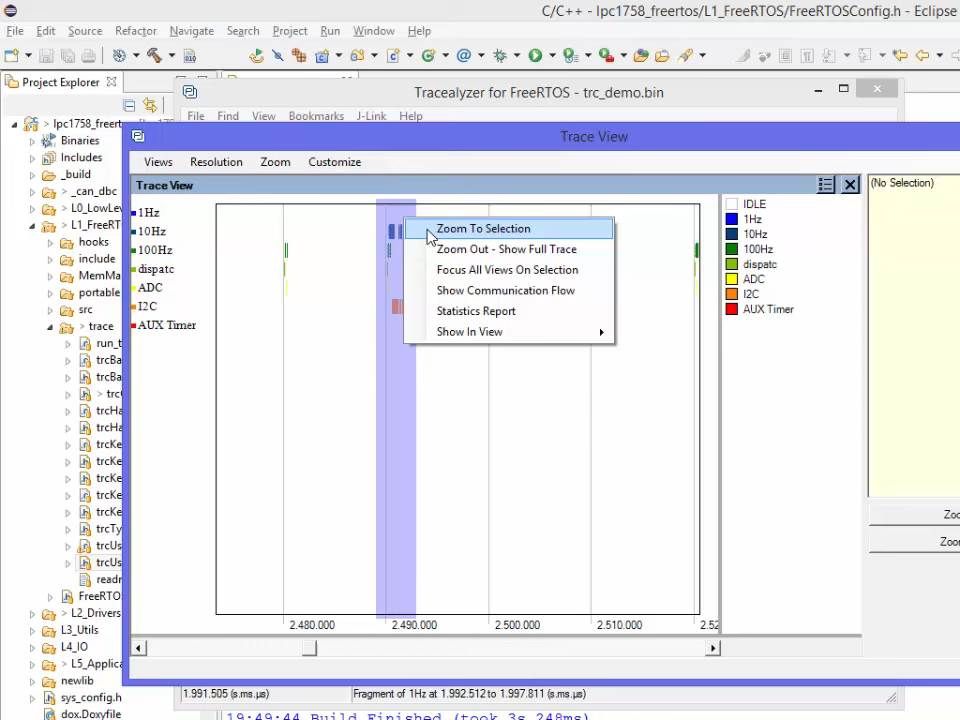 C/C++ - lpc1758_freertos/L1_FreeRTOS/FreeRTOSConfig.h - Eclipse
File Edit Source Refactor Navigate Search Project Run Window Help
Project Explorer
Tracealyzer for FreeRTOS - trc_demo.bin
File Find View Bookmarks J-Link Help
> lpc1758_freert
Binaries
Includes
_build
> _can_dbc
> L0_LowLev
> L1_FreeRT
hooks
include
MemMa
portable
src
> trace
run_t
trcBa
trcBa
> trc
trcHa
trcHa
trcKe
trcKe
trcKe
trcKe
trcKe
trcTy
trcUs
trcUs
readr
FreeRTO
> L2_Drivers
L3_Utils
L4_IO
> L5_Applica
newlib
sys_config.h
dox.Doxyfile
Trace View
Views Resolution Zoom Customize
Trace View
1Hz
10Hz
100Hz
dispatc
ADC
I2C
AUX Timer
Zoom To Selection
Zoom Out - Show Full Trace
Focus All Views On Selection
Show Communication Flow
Statistics Report
Show In View
2.480.000 2.490.000 2.500.000 2.510.000 2.52
IDLE
1Hz
10Hz
100Hz
dispatc
ADC
I2C
AUX Timer
(No Selection)
Zoo
Zoon
1.991.505 (s.ms.µs) Fragment of 1Hz at 1.992.512 to 1.997.811 (s.ms.µs)
19:49:44 Build Finished (took 3s.248ms)